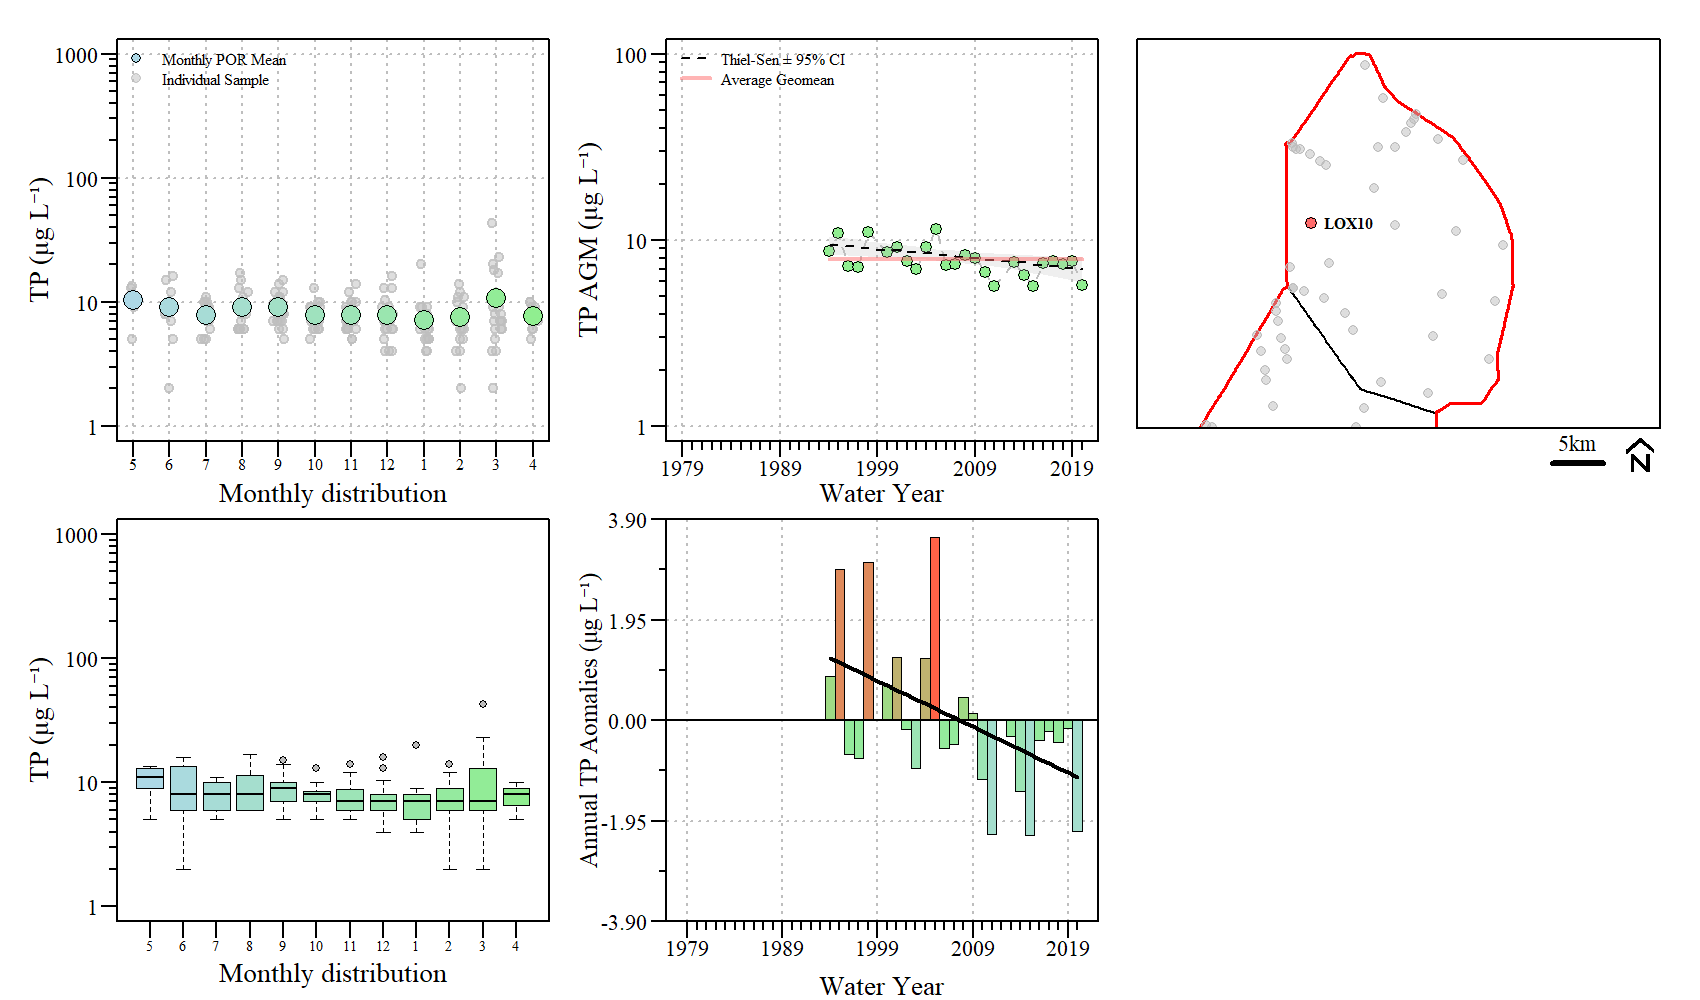 1000
100
10
1
TP (µg L⁻¹)
Monthly POR Mean
Individual Sample
5 6 7 8 9 10 11 12 1 2 3 4
Monthly distribution
100
10
1
TP AGM (µg L⁻¹)
Thiel-Sen ± 95% CI
Average Geomean
1979 1989 1999 2009 2019
Water Year
LOX10
5km
N
1000
100
10
1
TP (µg L⁻¹)
5 6 7 8 9 10 11 12 1 2 3 4
Monthly distribution
3.90
1.95
0.00
-1.95
-3.90
Annual TP Aomalies (µg L⁻¹)
1979 1989 1999 2009 2019
Water Year